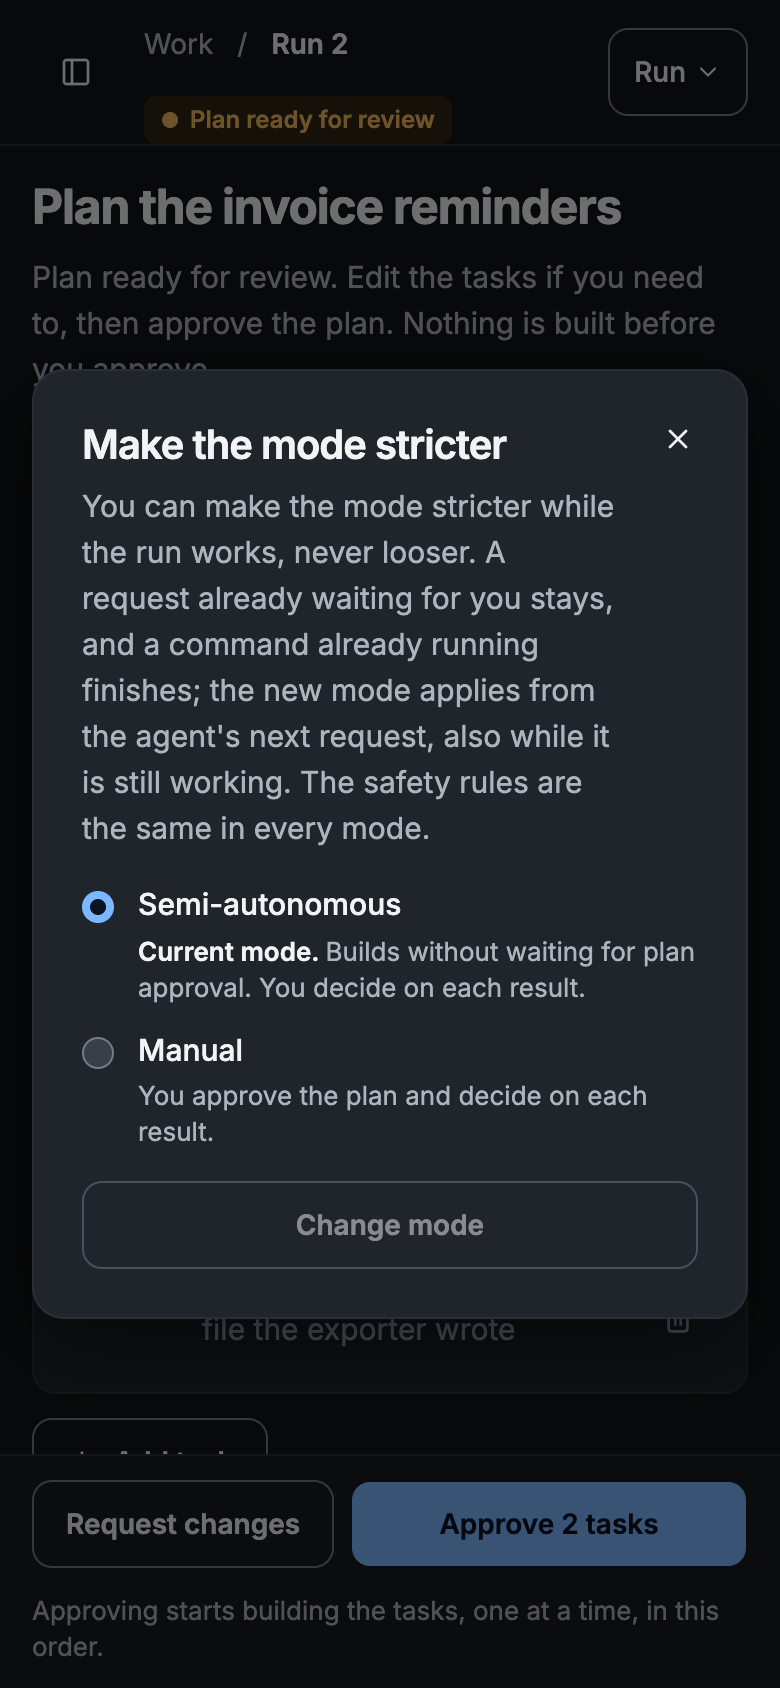 Work / Run 2
Run
Plan ready for review
Plan the invoice reminders
Plan ready for review. Edit the tasks if you need
to, then approve the plan. Nothing is built before
you approve.
Make the mode stricter
You can make the mode stricter while
the run works, never looser. A
request already waiting for you stays,
and a command already running
finishes; the new mode applies from
the agent's next request, also while it
is still working. The safety rules are
the same in every mode.
Semi-autonomous
Current mode. Builds without waiting for plan
approval. You decide on each result.
Manual
You approve the plan and decide on each
result.
Change mode
file the exporter wrote
Request changes
Approve 2 tasks
Approving starts building the tasks, one at a time, in this
order.